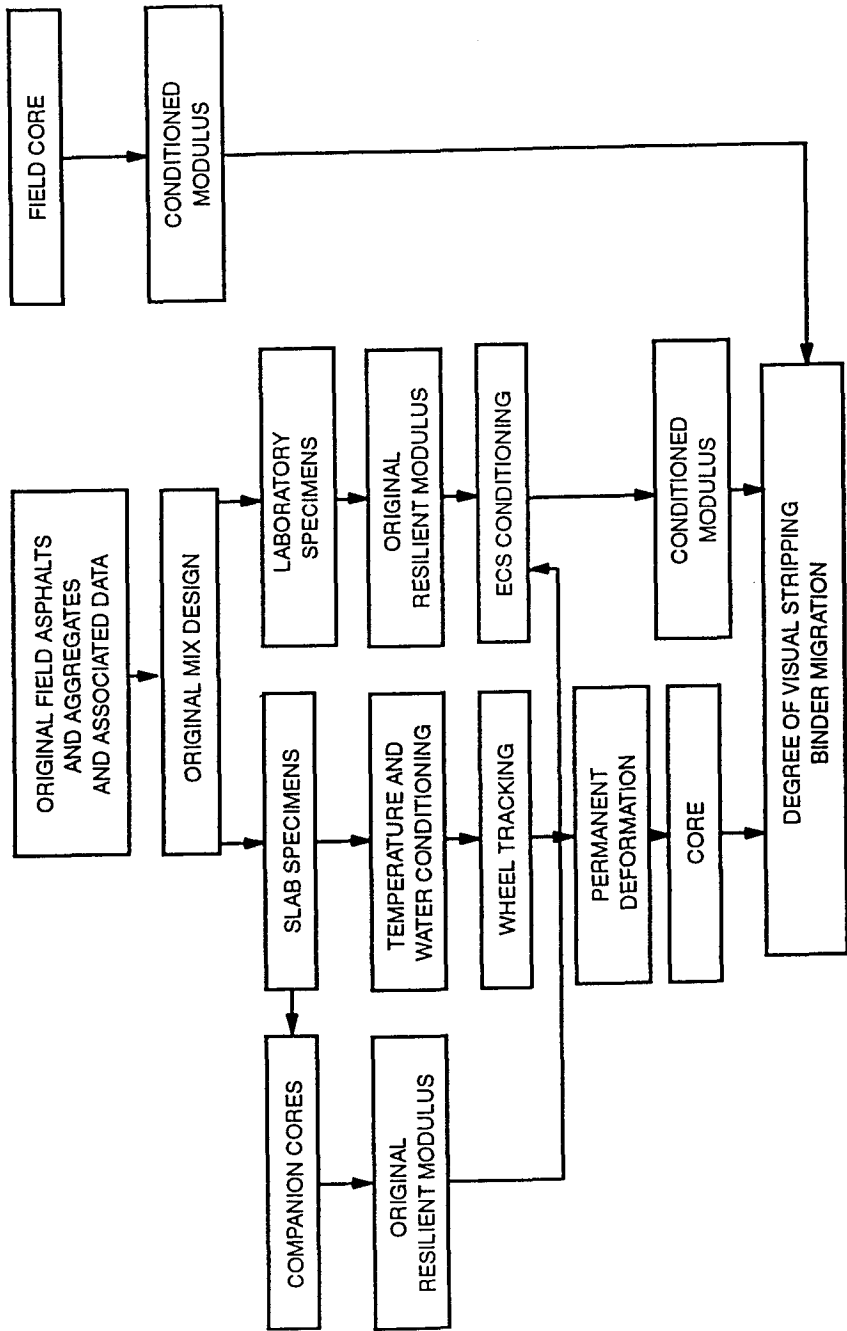 ORIGINAL FIELD ASPHALTS
AND AGGREGATES
AND ASSOCIATED DATA
ORIGINAL MIX DESIGN
FIELD CORE
CONDITIONED
MODULUS
COMPANION CORES
ORIGINAL
RESILIENT MODULUS
SLAB SPECIMENS
TEMPERATURE AND
WATER CONDITIONING
WHEEL TRACKING
PERMANENT
DEFORMATION
CORE
LABORATORY
SPECIMENS
ORIGINAL
RESILIENT MODULUS
ECS CONDITIONING
CONDITIONED
MODULUS
DEGREE OF VISUAL STRIPPING
BINDER MIGRATION